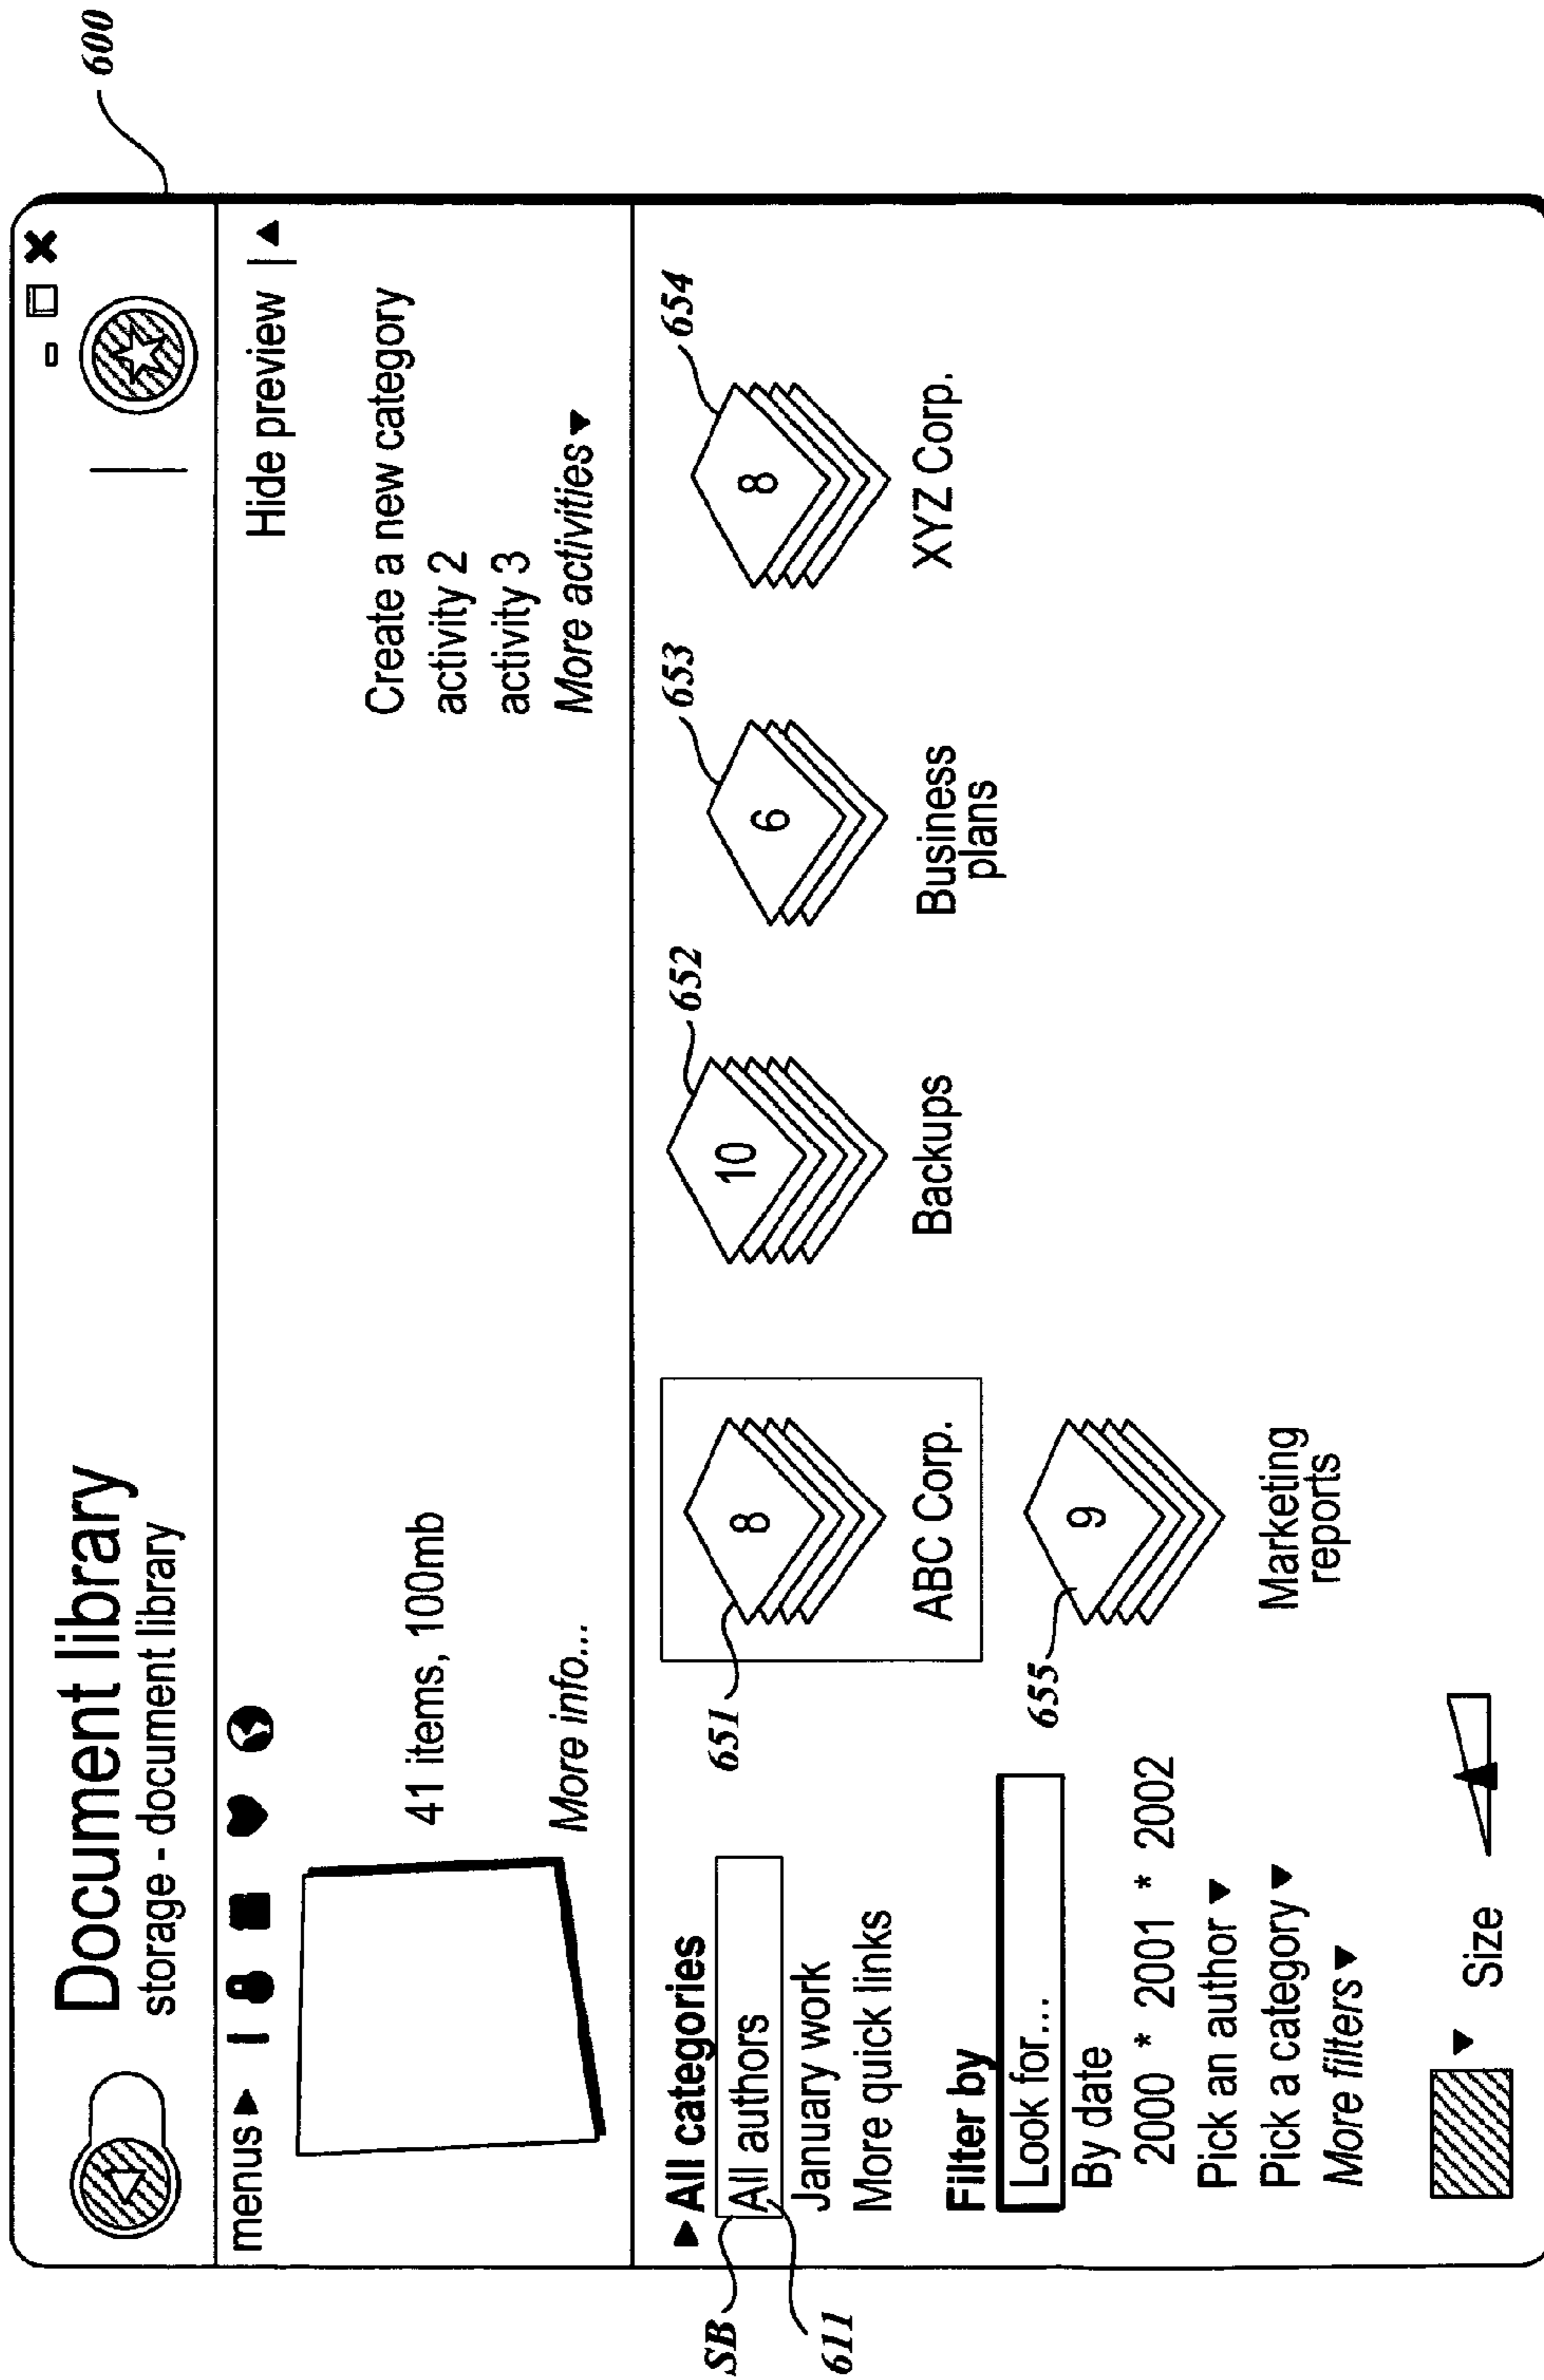 600
Document library
storage - document library
menus
Hide preview
41 items, 100mb
More info...
Create a new category
activity 2
activity 3
More activities
SB
611
All categories
All authors
January work
More quick links
Filter by
Look for...
By date
2000 * 2001 * 2002
Pick an author
Pick a category
More filters
Size
651
8
ABC Corp.
652
10
Backups
653
6
Business
plans
654
8
XYZ Corp.
655
9
Marketing
reports